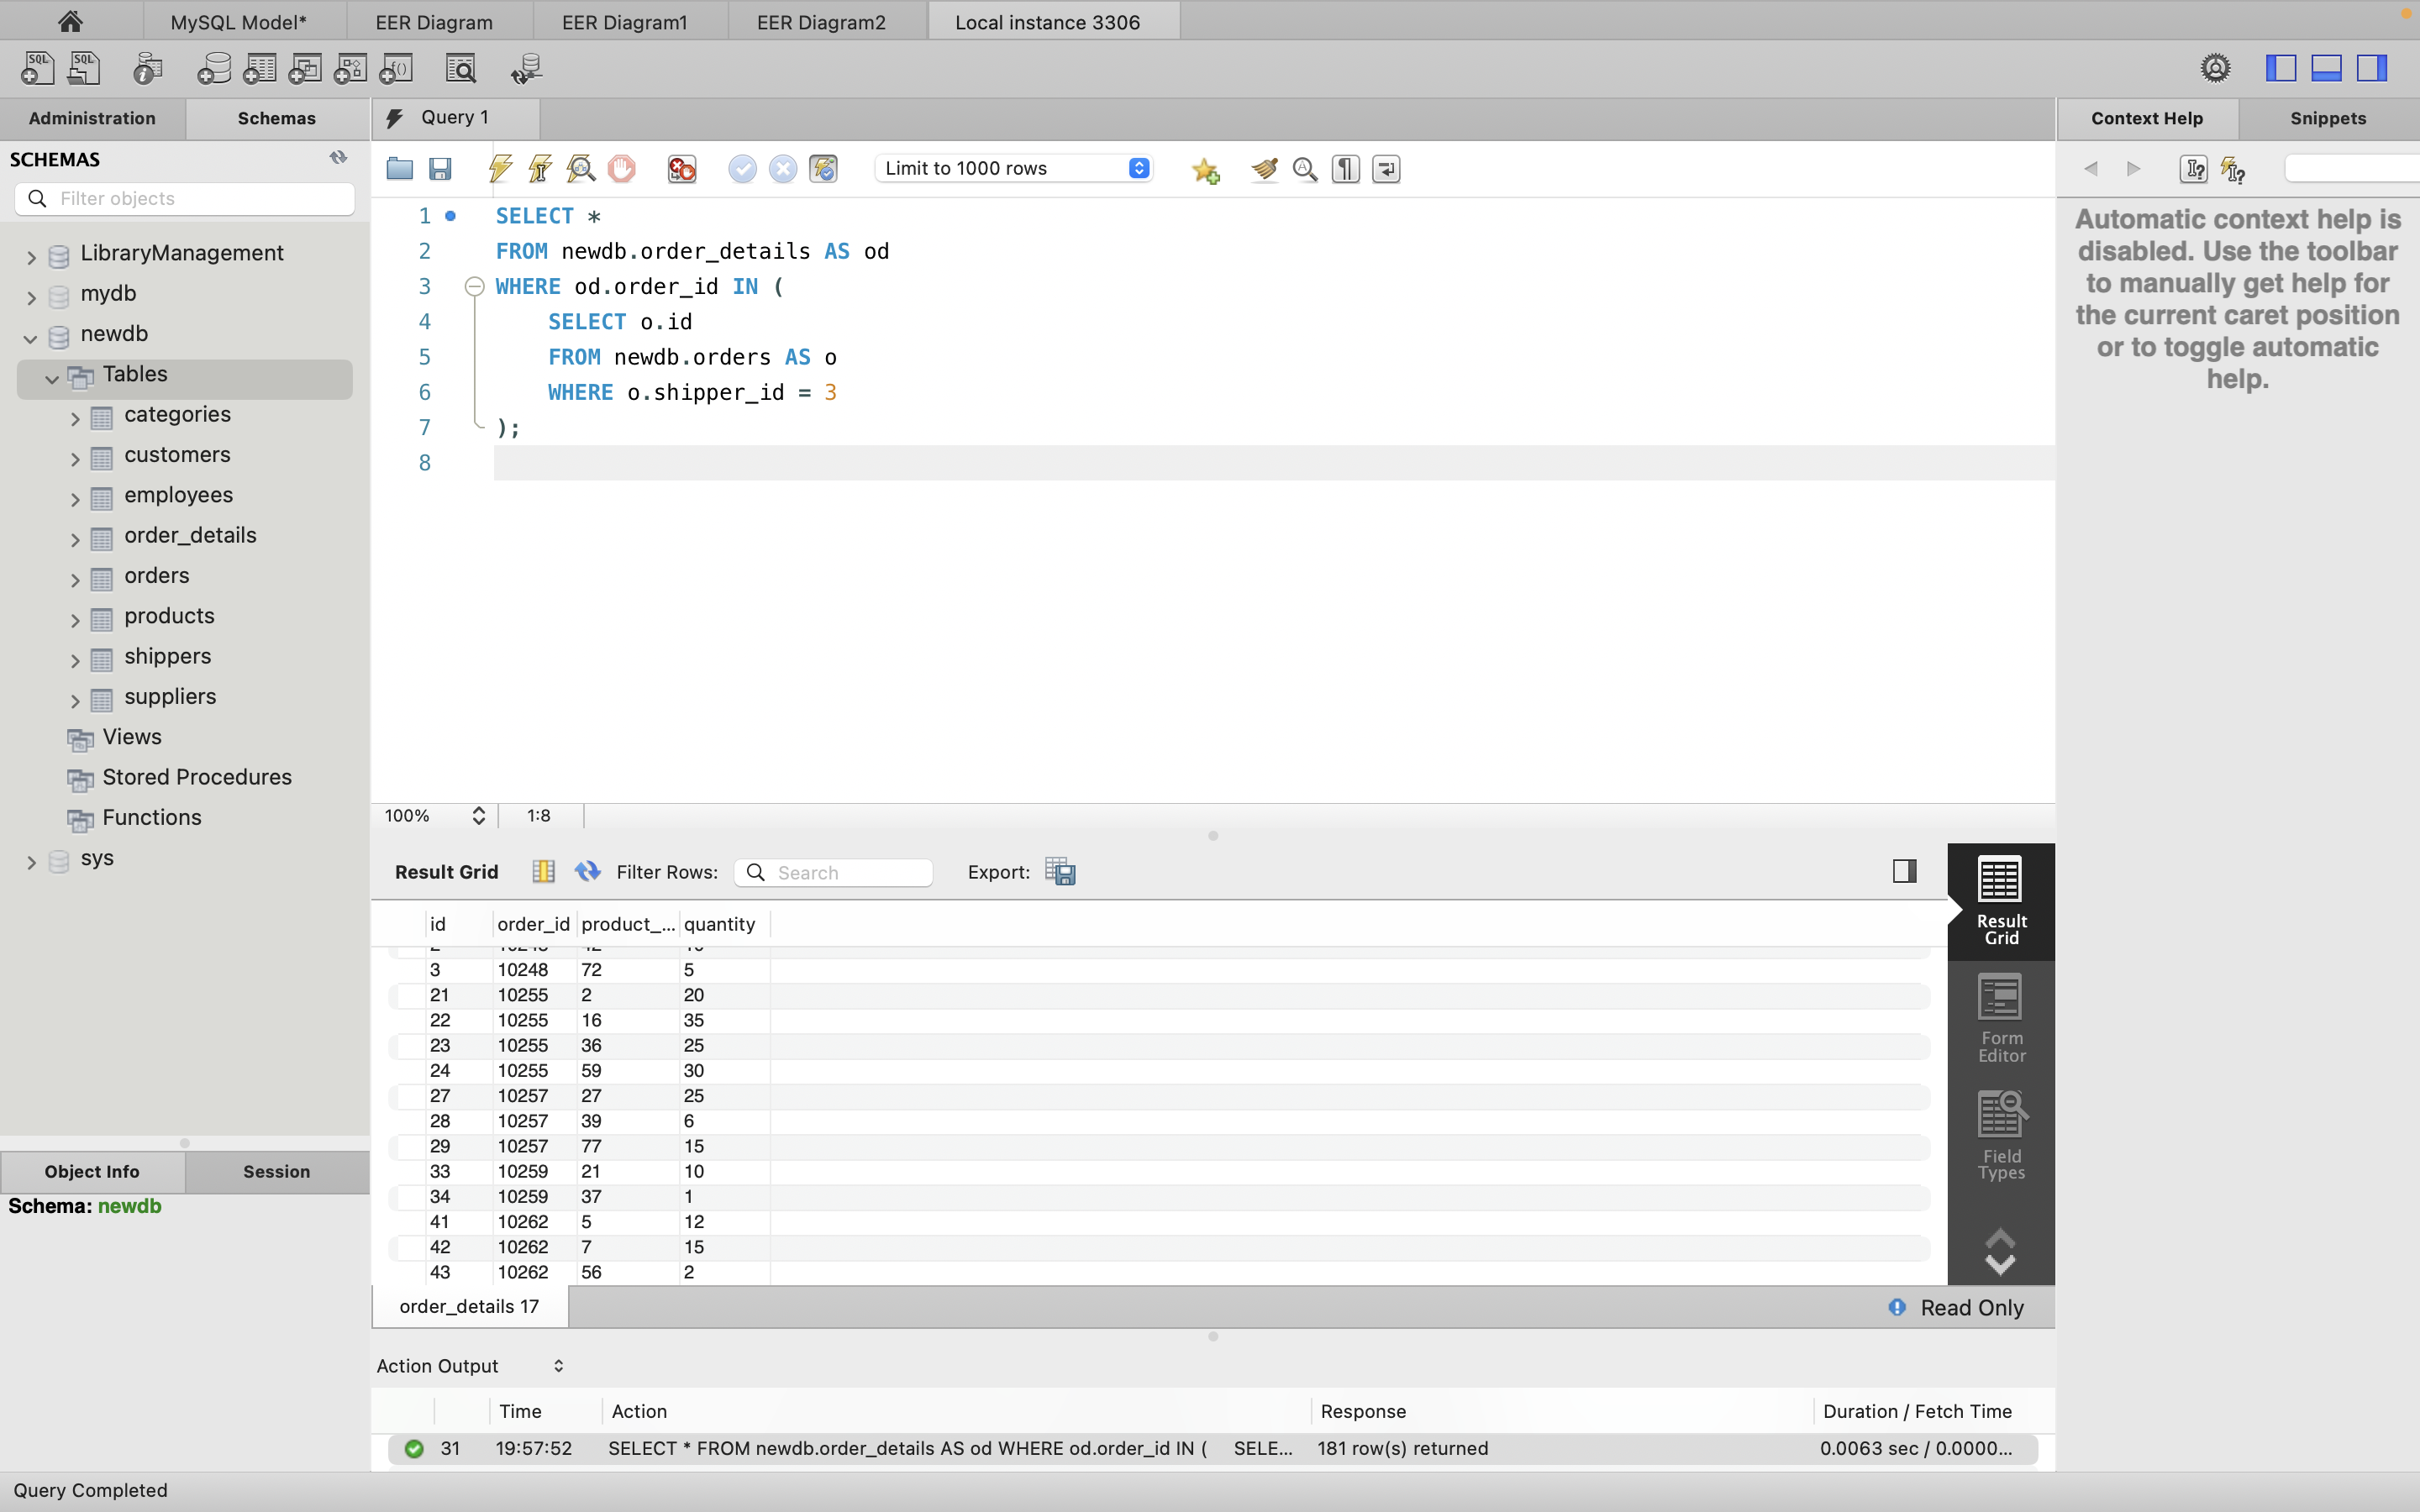 MySQL Model*
EER Diagram
EER Diagram1
EER Diagram2
Local instance 3306
Administration
Schemas
Query 1
Context Help
Snippets
SCHEMAS
Filter objects
Limit to 1000 rows
LibraryManagement
mydb
newdb
Tables
categories
customers
employees
order_details
orders
products
shippers
suppliers
Views
Stored Procedures
Functions
sys
1 SELECT *
2 FROM newdb.order_details AS od
3 WHERE od.order_id IN (
4 SELECT o.id
5 FROM newdb.orders AS o
6 WHERE o.shipper_id = 3
7 );
8
Automatic context help is
disabled. Use the toolbar
to manually get help for
the current caret position
or to toggle automatic
help.
100% 1:8
Result Grid Filter Rows: Search Export:
id order_id product_... quantity
3 10248 72 5
21 10255 2 20
22 10255 16 35
23 10255 36 25
24 10255 59 30
27 10257 27 25
28 10257 39 6
29 10257 77 15
33 10259 21 10
34 10259 37 1
41 10262 5 12
42 10262 7 15
43 10262 56 2
Result
Grid
Form
Editor
Field
Types
order_details 17
Read Only
Object Info
Session
Schema: newdb
Action Output
Time Action Response Duration / Fetch Time
31 19:57:52 SELECT * FROM newdb.order_details AS od WHERE od.order_id IN ( SELE... 181 row(s) returned 0.0063 sec / 0.0000...
Query Completed